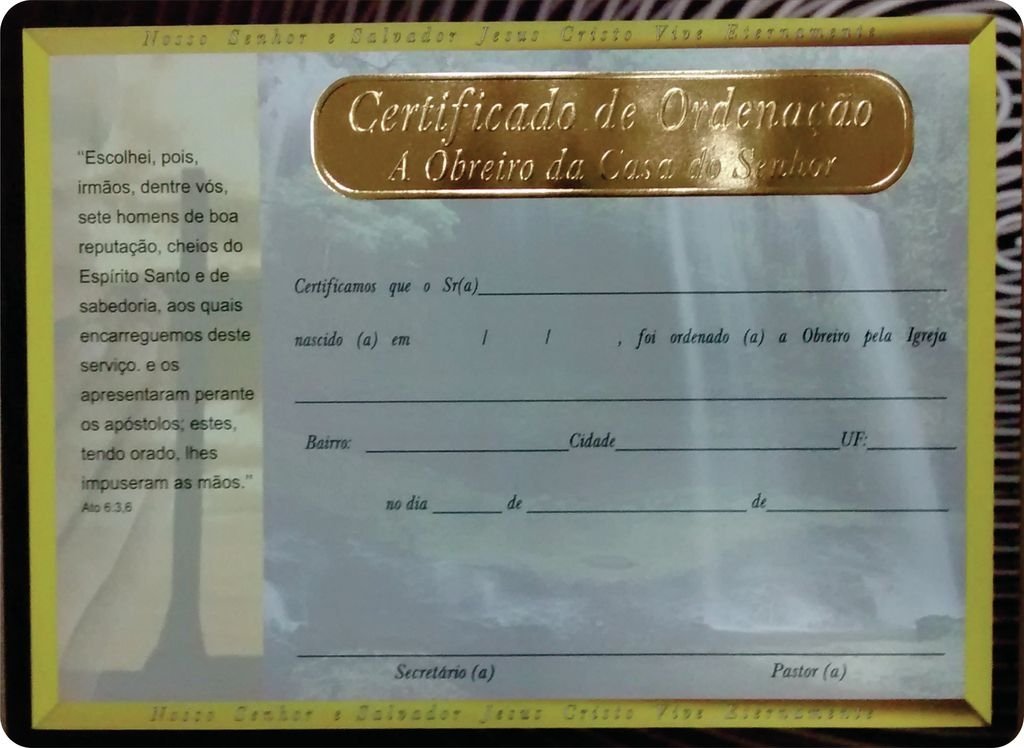 Nosso Senhor e Salvador Jesus Cristo Vive Eternamente
Certificado de Ordenação
A Obreiro da Casa do Senhor
“Escolhei, pois,
irmãos, dentre vós,
sete homens de boa
reputação, cheios do
Espírito Santo e de
sabedoria, aos quais
encarreguemos deste
serviço. e os
apresentaram perante
os apóstolos; estes,
tendo orado, lhes
impuseram as mãos.”
Ato 6:3,6
Certificamos que o Sr(a)
nascido (a) em / / , foi ordenado (a) a Obreiro pela Igreja
Bairro: Cidade UF:
no dia de de
Secretário (a) Pastor (a)
Nosso Senhor e Salvador Jesus Cristo Vive Eternamente